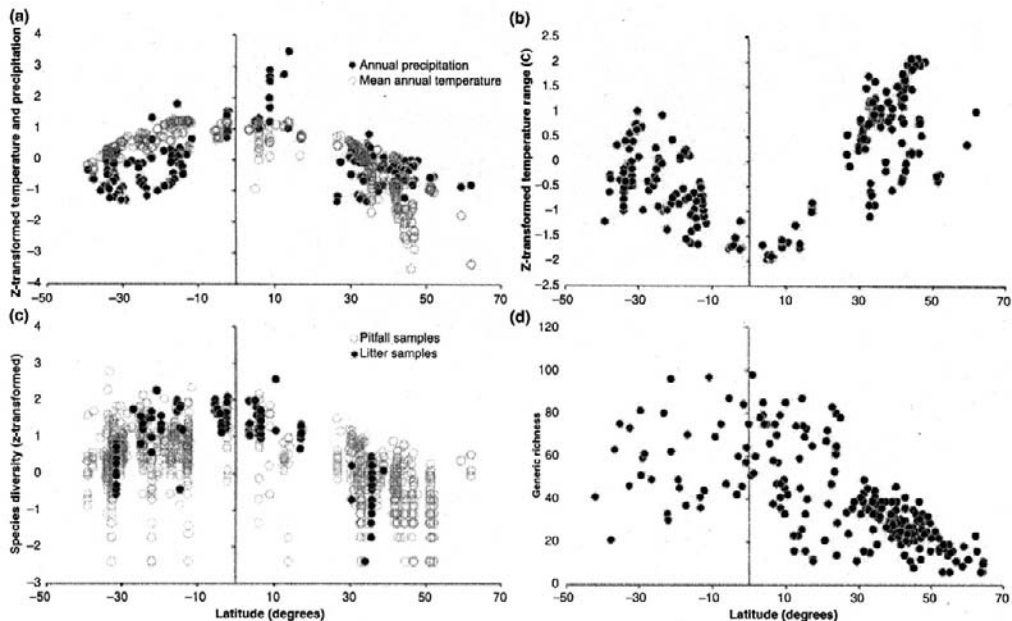 (a)
Z-transformed temperature and precipitation
4
3
2
1
0
−1
−2
−3
−4
Annual precipitation
Mean annual temperature
−50 −30 −10 10 30 50 70
(b)
Z-transformed temperature range (C)
2.5
2
1.5
1
0.5
0
−0.5
−1
−1.5
−2
−2.5
−50 −30 −10 10 30 50 70
(c)
Species diversity (z-transformed)
4
3
2
1
0
−1
−2
−3
Pitfall samples
Litter samples
−50 −30 −10 10 30 50 70
Latitude (degrees)
(d)
Generic richness
120
100
80
60
40
20
0
−50 −30 −10 10 30 50 70
Latitude (degrees)